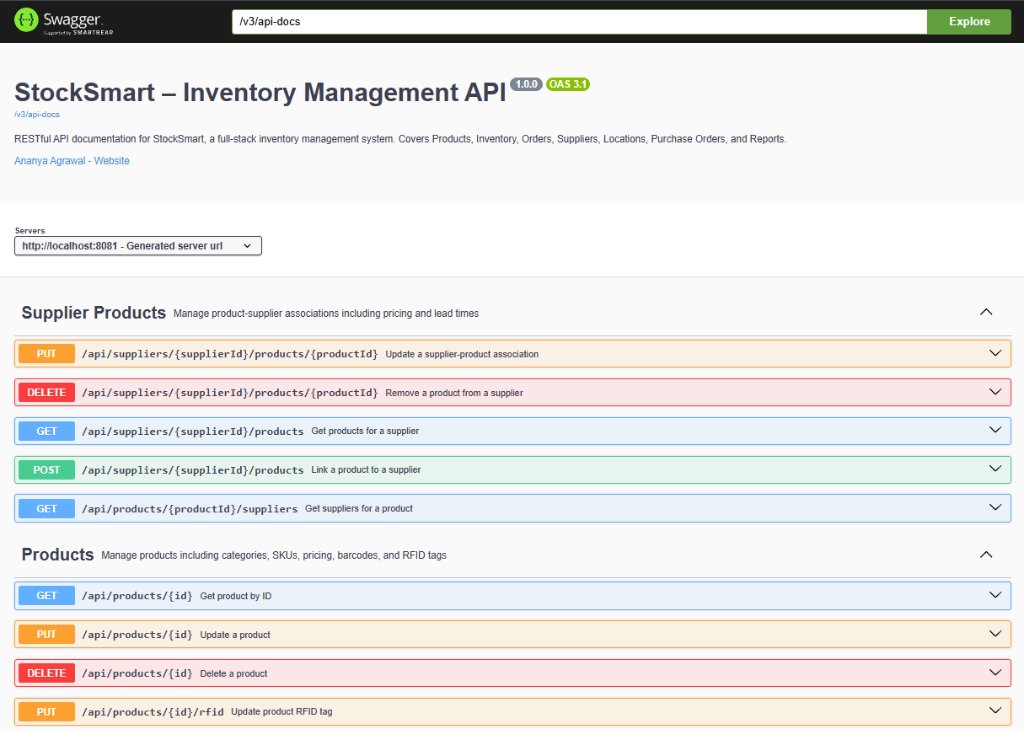 Swagger.
Supported by SMARTBEAR
/v3/api-docs
Explore
StockSmart – Inventory Management API 1.0.0 OAS 3.1
/v3/api-docs
RESTful API documentation for StockSmart, a full-stack inventory management system. Covers Products, Inventory, Orders, Suppliers, Locations, Purchase Orders, and Reports.
Ananya Agrawal - Website
Servers
http://localhost:8081 - Generated server url
Supplier Products Manage product-supplier associations including pricing and lead times
PUT /api/suppliers/{supplierId}/products/{productId} Update a supplier-product association
DELETE /api/suppliers/{supplierId}/products/{productId} Remove a product from a supplier
GET /api/suppliers/{supplierId}/products Get products for a supplier
POST /api/suppliers/{supplierId}/products Link a product to a supplier
GET /api/products/{productId}/suppliers Get suppliers for a product
Products Manage products including categories, SKUs, pricing, barcodes, and RFID tags
GET /api/products/{id} Get product by ID
PUT /api/products/{id} Update a product
DELETE /api/products/{id} Delete a product
PUT /api/products/{id}/rfid Update product RFID tag